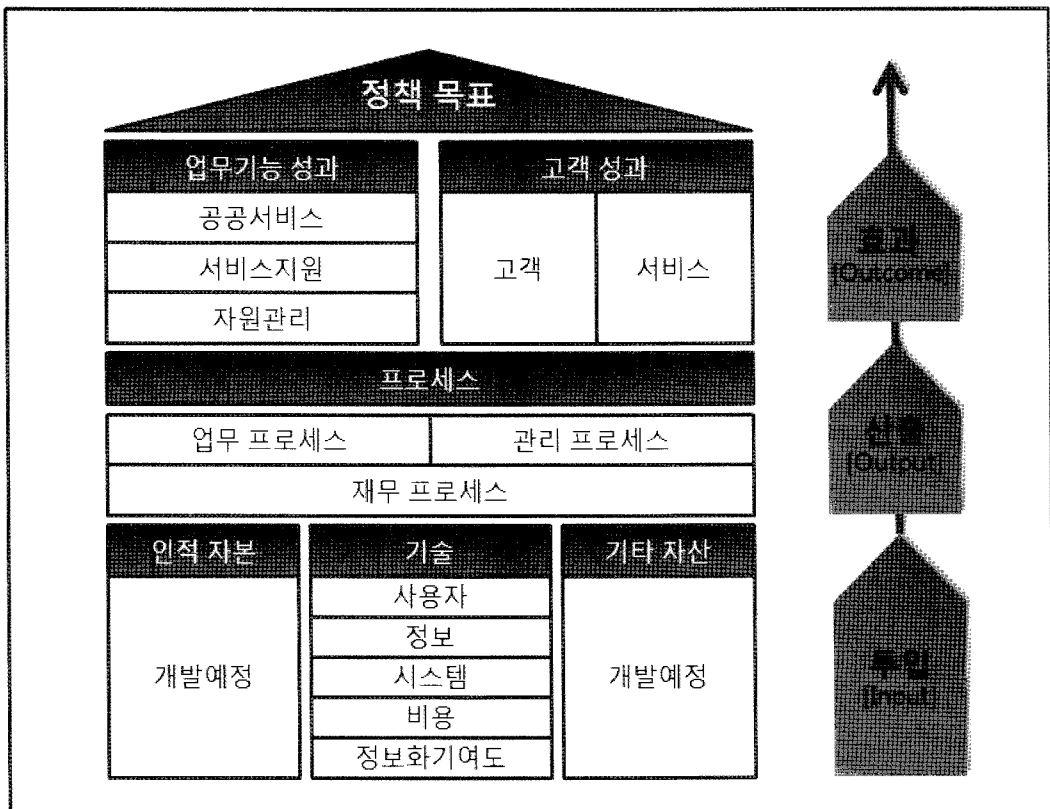 정책 목표
업무기능 성과
공공서비스
서비스지원
자원관리
고객 성과
고객
서비스
프로세스
업무 프로세스
관리 프로세스
재무 프로세스
인적 자본
개발예정
기술
사용자
정보
시스템
비용
정보화기여도
기타 자산
개발예정
효과
[Outcome]
산출
[Output]
투입
[Input]